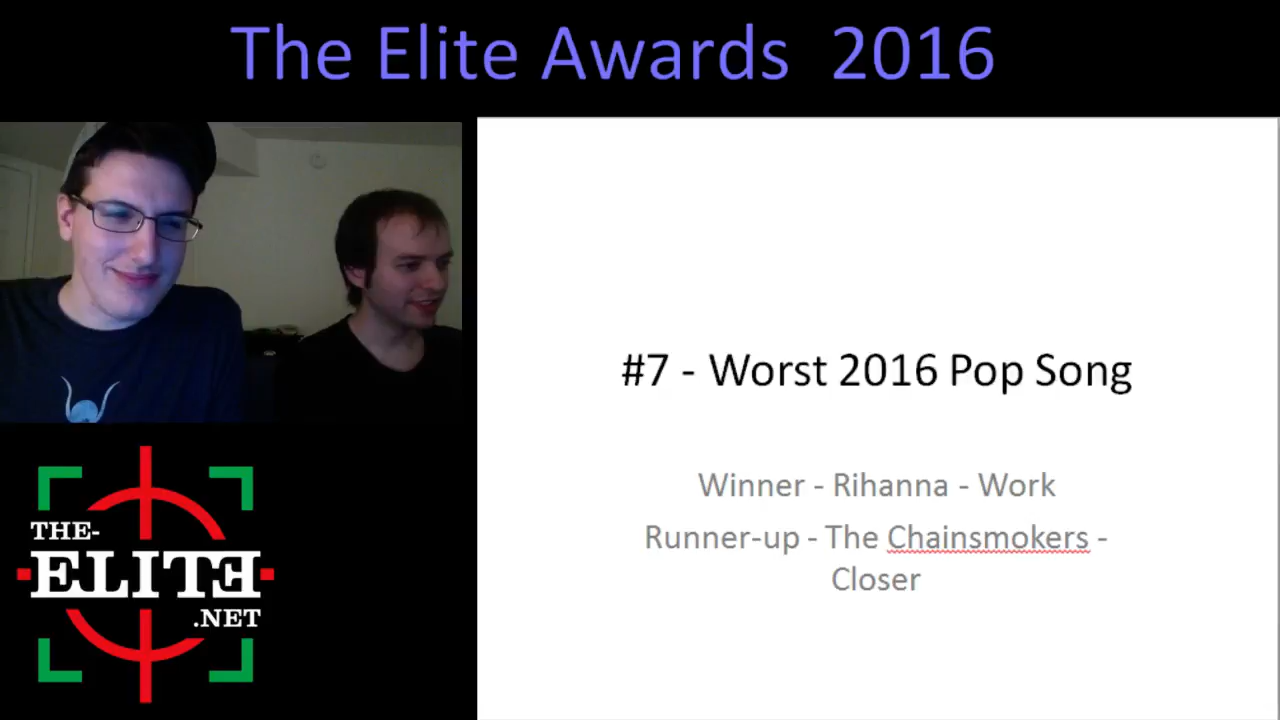 The Elite Awards 2016
#7 - Worst 2016 Pop Song
Winner - Rihanna - Work
Runner-up - The Chainsmokers -
Closer
THE-
ELITE
.NET